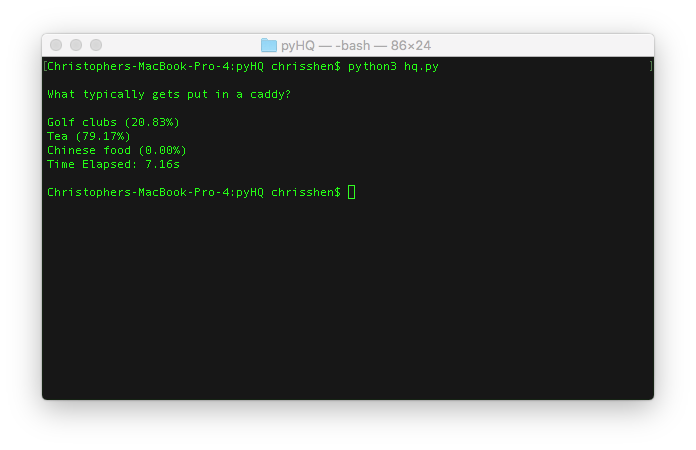 pyHQ — -bash — 86×24
[Christophers-MacBook-Pro-4:pyHQ chrisshen$ python3 hq.py ]
What typically gets put in a caddy?
Golf clubs (20.83%)
Tea (79.17%)
Chinese food (0.00%)
Time Elapsed: 7.16s
Christophers-MacBook-Pro-4:pyHQ chrisshen$